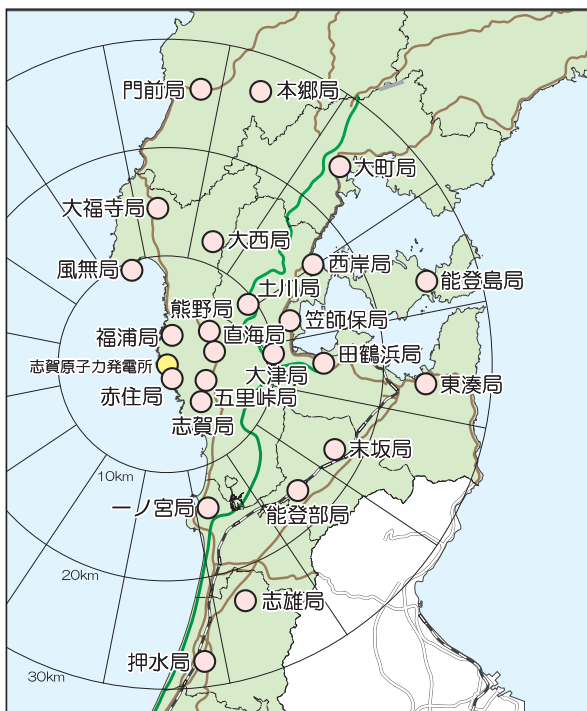 門前局
本郷局
大町局
大福寺局
大西局
風無局
西岸局
能登島局
土川局
熊野局
笠師保局
福浦局
直海局
志賀原子力発電所
田鶴浜局
大津局
赤住局
五里峠局
東湊局
志賀局
末坂局
10km
一ノ宮局
能登部局
20km
志雄局
押水局
30km